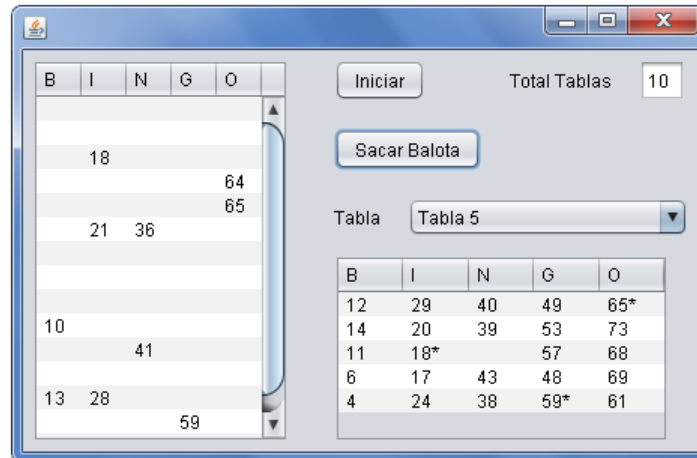 B I N G O
18
64
65
21 36
10
41
13 28
59
Iniciar Total Tablas 10
Sacar Balota
Tabla Tabla 5
B I N G O
12 29 40 49 65*
14 20 39 53 73
11 18* 57 68
6 17 43 48 69
4 24 38 59* 61